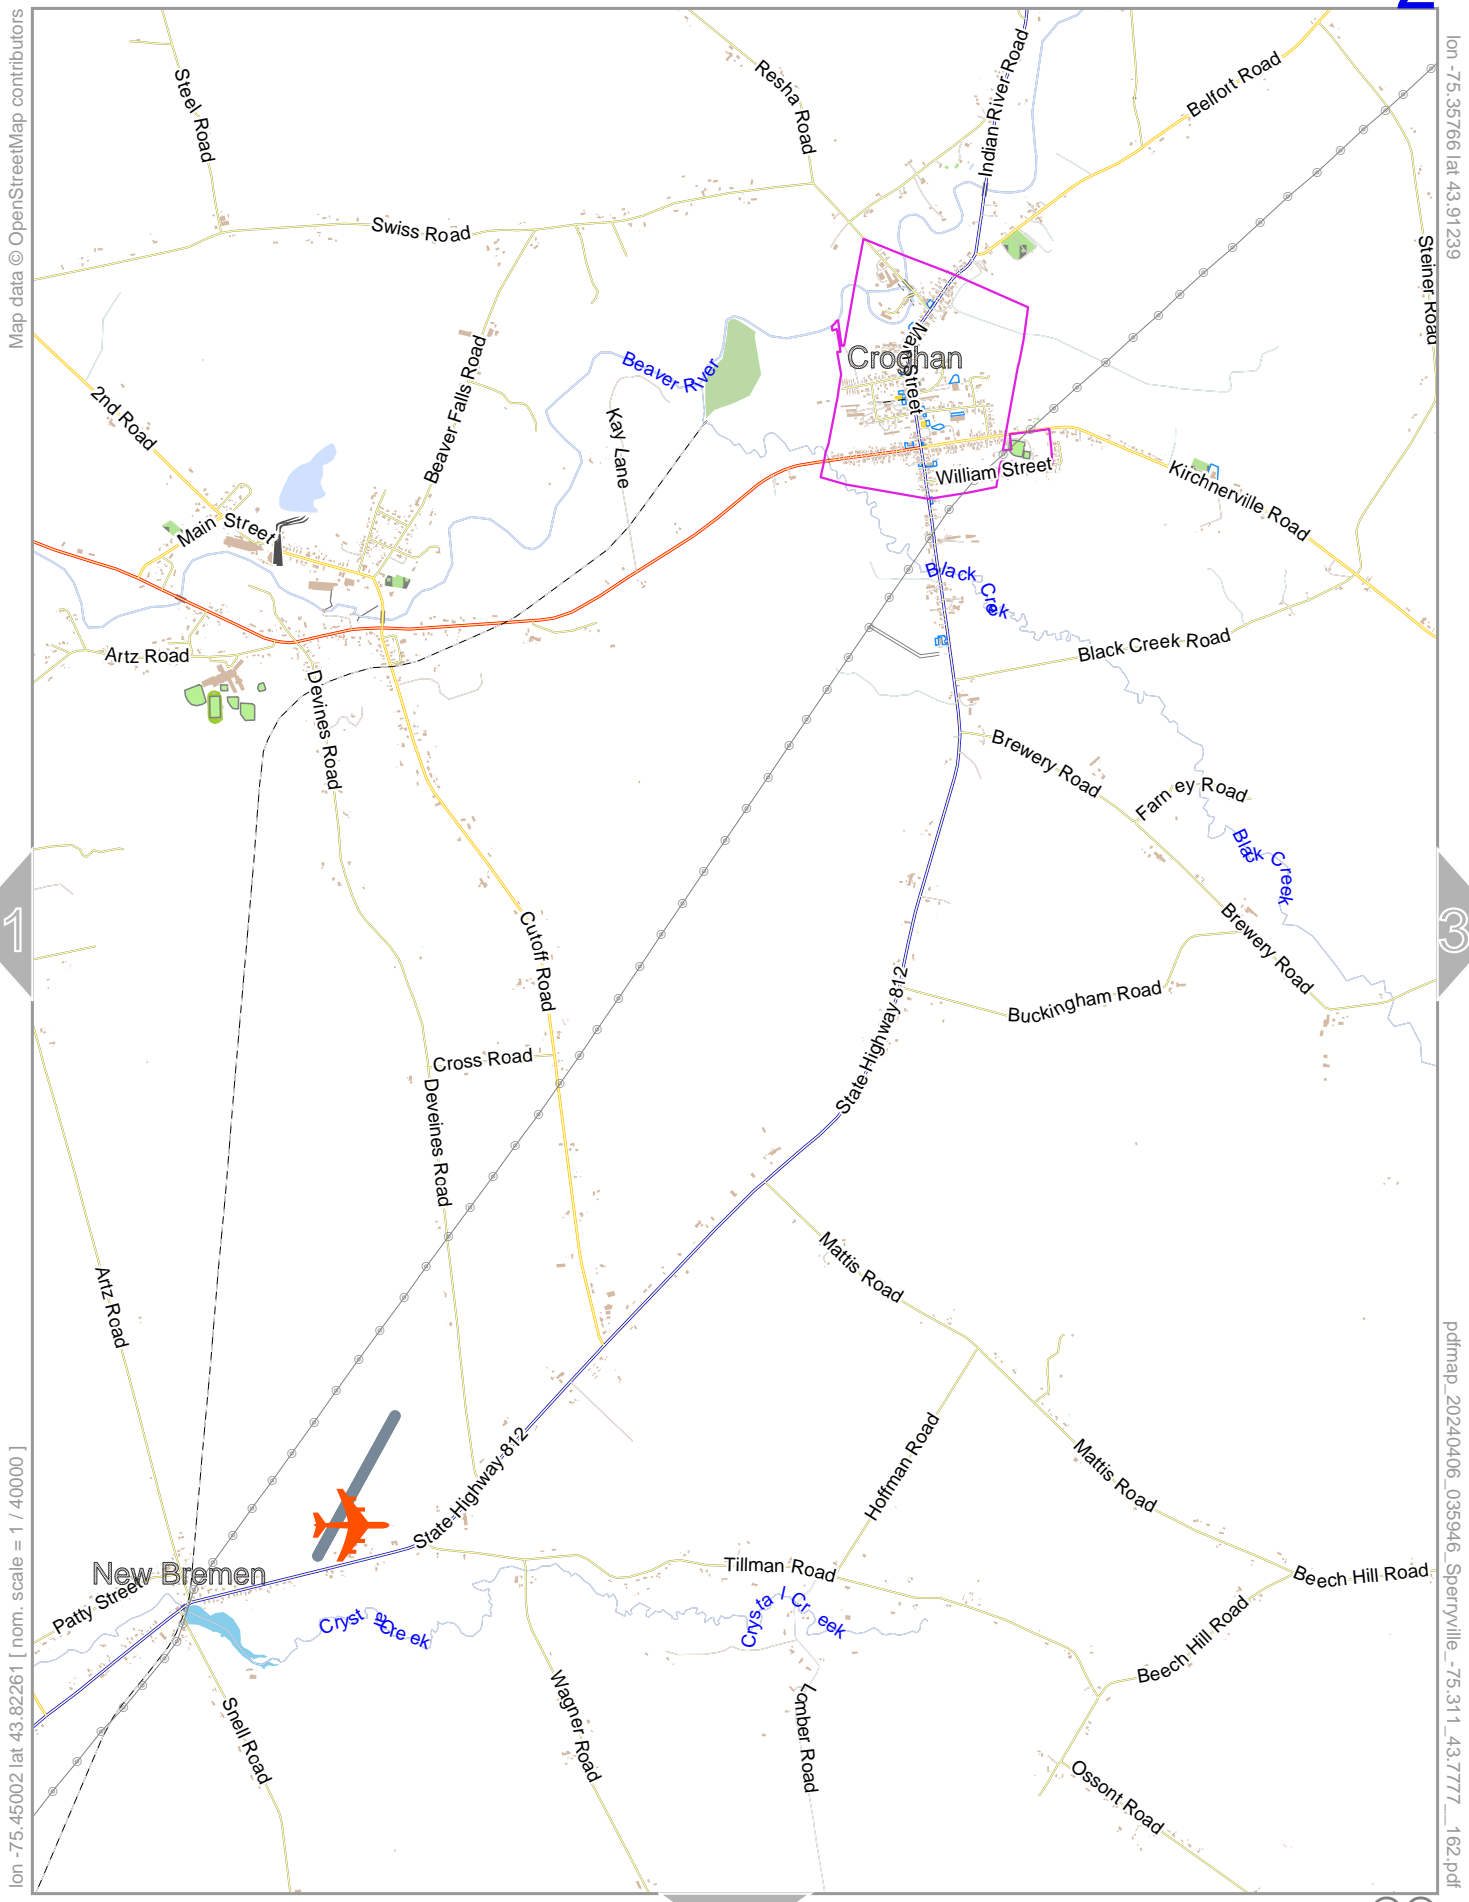 Map data © OpenStreetMap contributors
lon -75.35766 lat 43.91239
Steel Road
Resha Road
Indian River Road
Belfort Road
Swiss Road
Steiner Road
2nd Road
Beaver Falls Road
Beaver River
Kay Lane
Main Street
Croghan
William Street
Kirchnerville Road
Main Street
Black Creek
Artz Road
Black Creek Road
Devines Road
Brewery Road
Farney Road
Black Creek
1
3
Cutoff Road
Brewery Road
State Highway 812
Buckingham Road
Cross Road
Deveines Road
Mattis Road
Artz Road
Hoffman Road
Mattis Road
State Highway 812
New Bremen
Tillman Road
Beech Hill Road
Patty Street
Crystal Creek
Crystal Creek
Beech Hill Road
Snell Road
Wagner Road
Lomber Road
Ossont Road
lon -75.45002 lat 43.82261 [ nom. scale = 1 / 40000 ]
pdfmap_20240406_035946_Sperryville_-75.311_43.7777__162.pdf